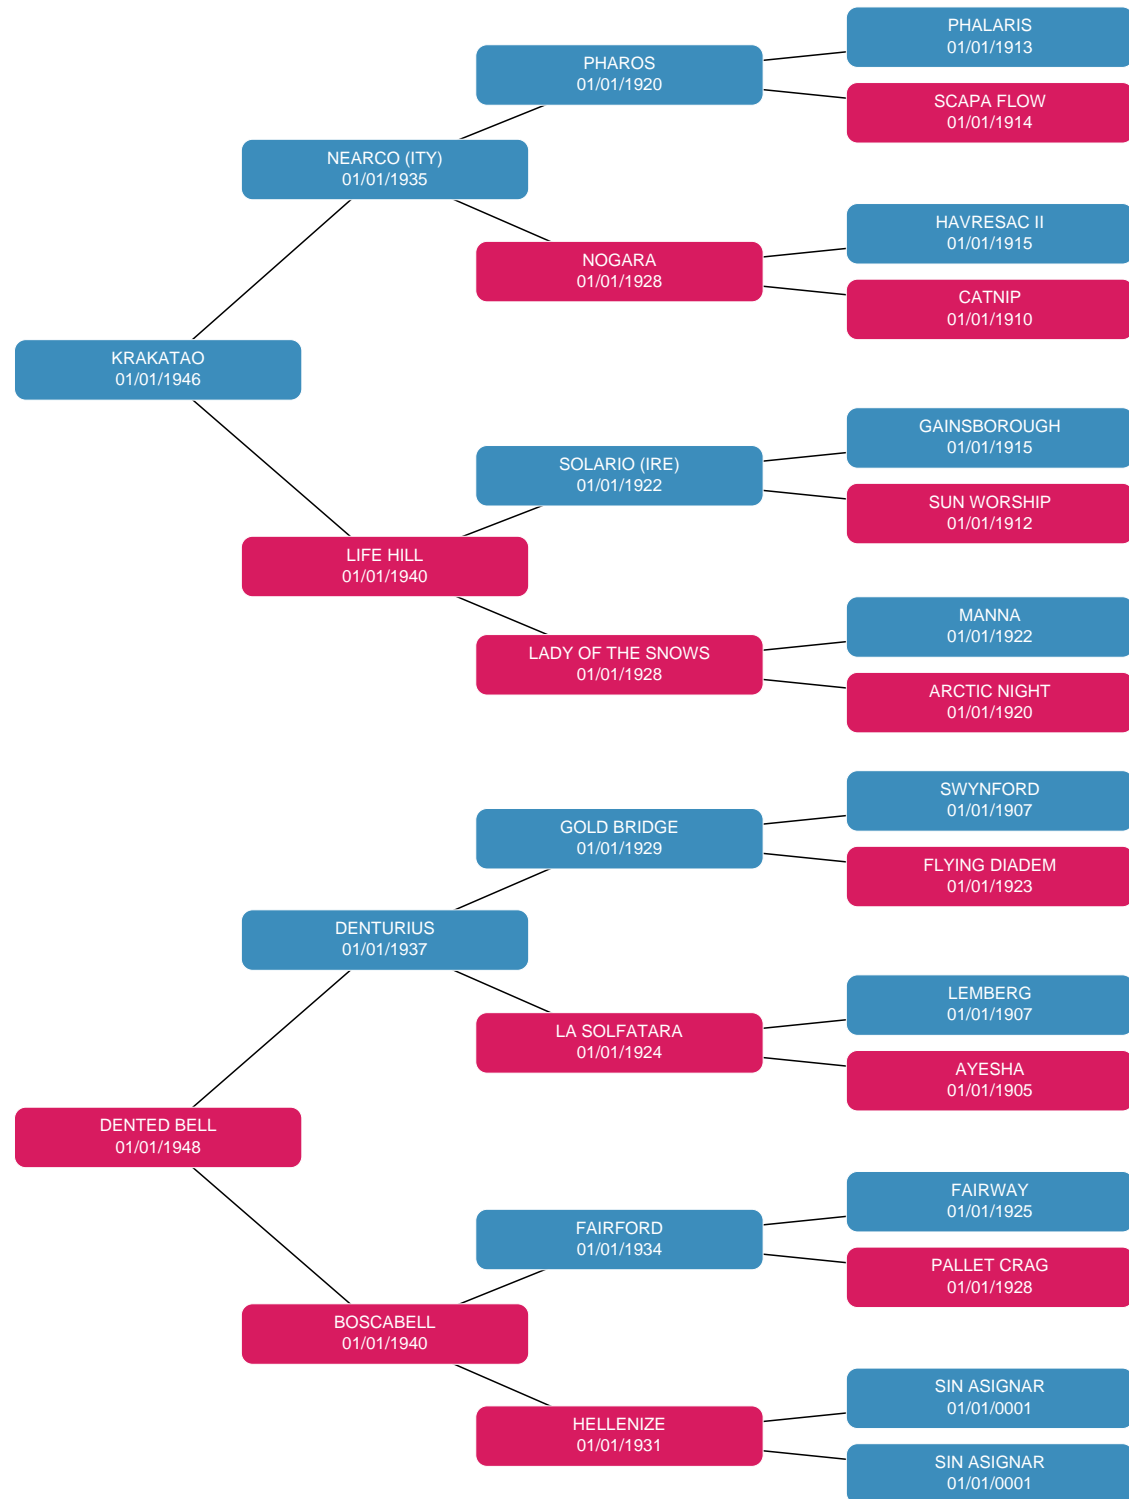 PHALARIS
01/01/1913
PHAROS
01/01/1920
SCAPA FLOW
01/01/1914
NEARCO (ITY)
01/01/1935
HAVRESAC II
01/01/1915
NOGARA
01/01/1928
CATNIP
01/01/1910
KRAKATAO
01/01/1946
GAINSBOROUGH
01/01/1915
SOLARIO (IRE)
01/01/1922
SUN WORSHIP
01/01/1912
LIFE HILL
01/01/1940
MANNA
01/01/1922
LADY OF THE SNOWS
01/01/1928
ARCTIC NIGHT
01/01/1920
SWYNFORD
01/01/1907
GOLD BRIDGE
01/01/1929
FLYING DIADEM
01/01/1923
DENTURIUS
01/01/1937
LEMBERG
01/01/1907
LA SOLFATARA
01/01/1924
AYESHA
01/01/1905
DENTED BELL
01/01/1948
FAIRWAY
01/01/1925
FAIRFORD
01/01/1934
PALLET CRAG
01/01/1928
BOSCABELL
01/01/1940
SIN ASIGNAR
01/01/0001
HELLENIZE
01/01/1931
SIN ASIGNAR
01/01/0001